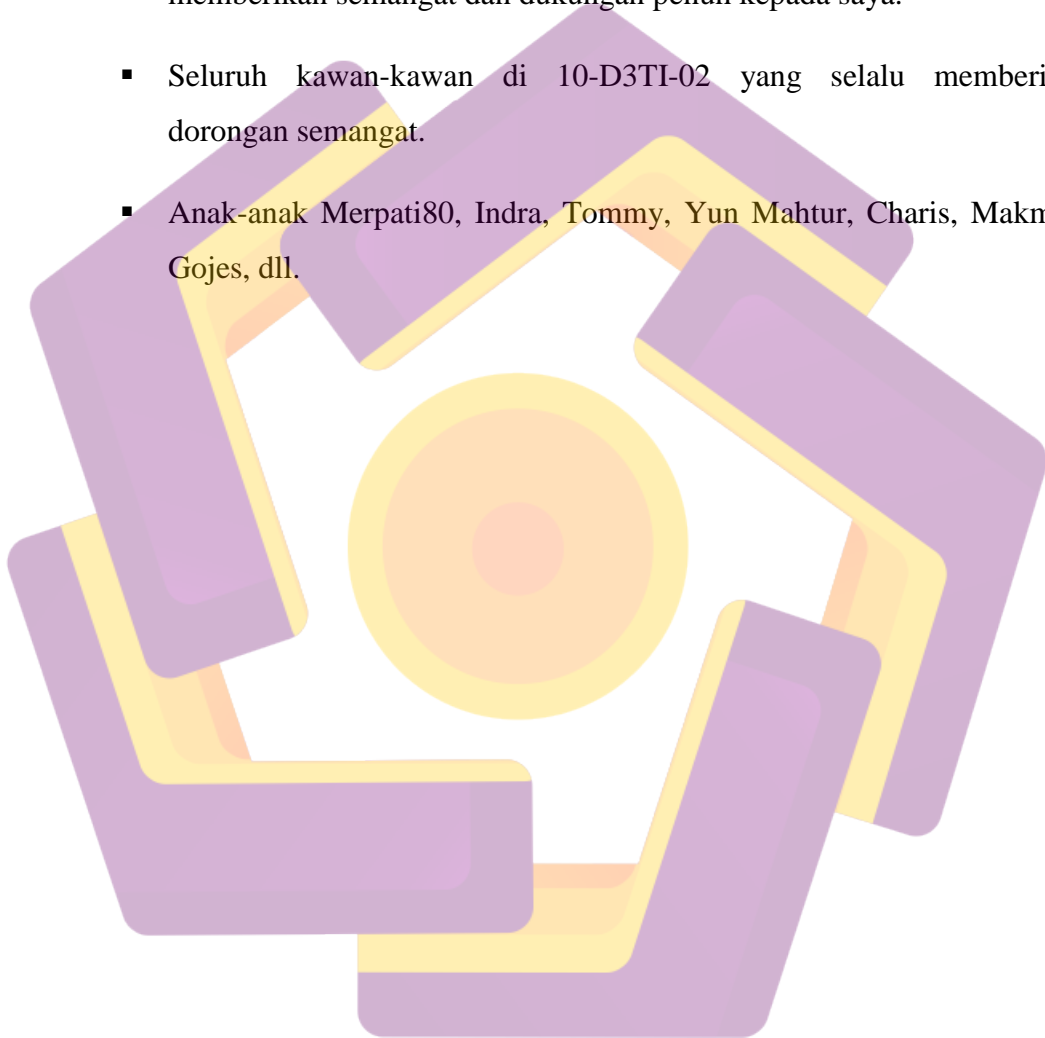 memberikan semangat dan dukungan penuh kepada saya.
▪ Seluruh kawan-kawan di 10-D3TI-02 yang selalu memberi
dorongan semangat.
▪ Anak-anak Merpati80, Indra, Tommy, Yun Mahtur, Charis,
Gojes, dll.